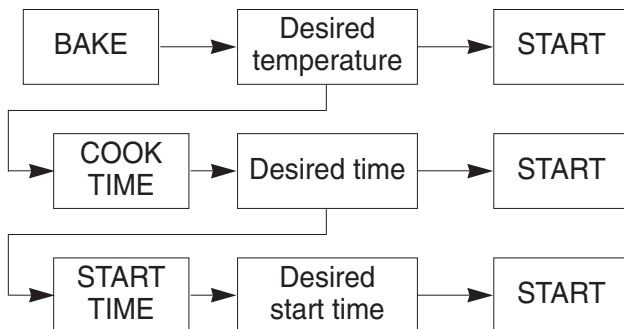 BAKE
Desired
temperature
START
COOK
TIME
Desired time
START
START
TIME
Desired
start time
START